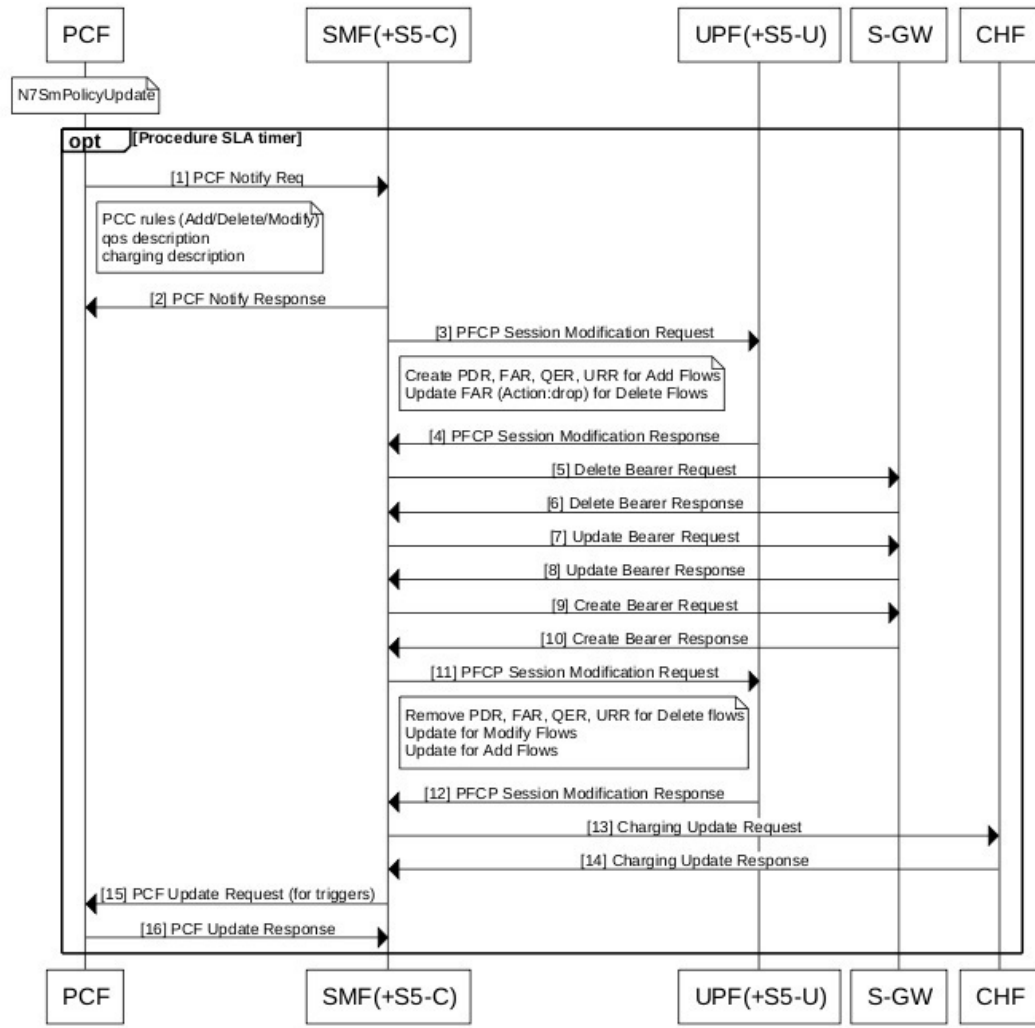 PCF
SMF(+S5-C)
UPF(+S5-U)
S-GW
CHF
N7SmPolicyUpdate
opt
[Procedure SLA timer]
[1] PCF Notify Req
PCC rules (Add/Delete/Modify)
qos description
charging description
[2] PCF Notify Response
[3] PFCP Session Modification Request
Create PDR, FAR, QER, URR for Add Flows
Update FAR (Action:drop) for Delete Flows
[4] PFCP Session Modification Response
[5] Delete Bearer Request
[6] Delete Bearer Response
[7] Update Bearer Request
[8] Update Bearer Response
[9] Create Bearer Request
[10] Create Bearer Response
[11] PFCP Session Modification Request
Remove PDR, FAR, QER, URR for Delete flows
Update for Modify Flows
Update for Add Flows
[12] PFCP Session Modification Response
[13] Charging Update Request
[14] Charging Update Response
[15] PCF Update Request (for triggers)
[16] PCF Update Response
PCF
SMF(+S5-C)
UPF(+S5-U)
S-GW
CHF